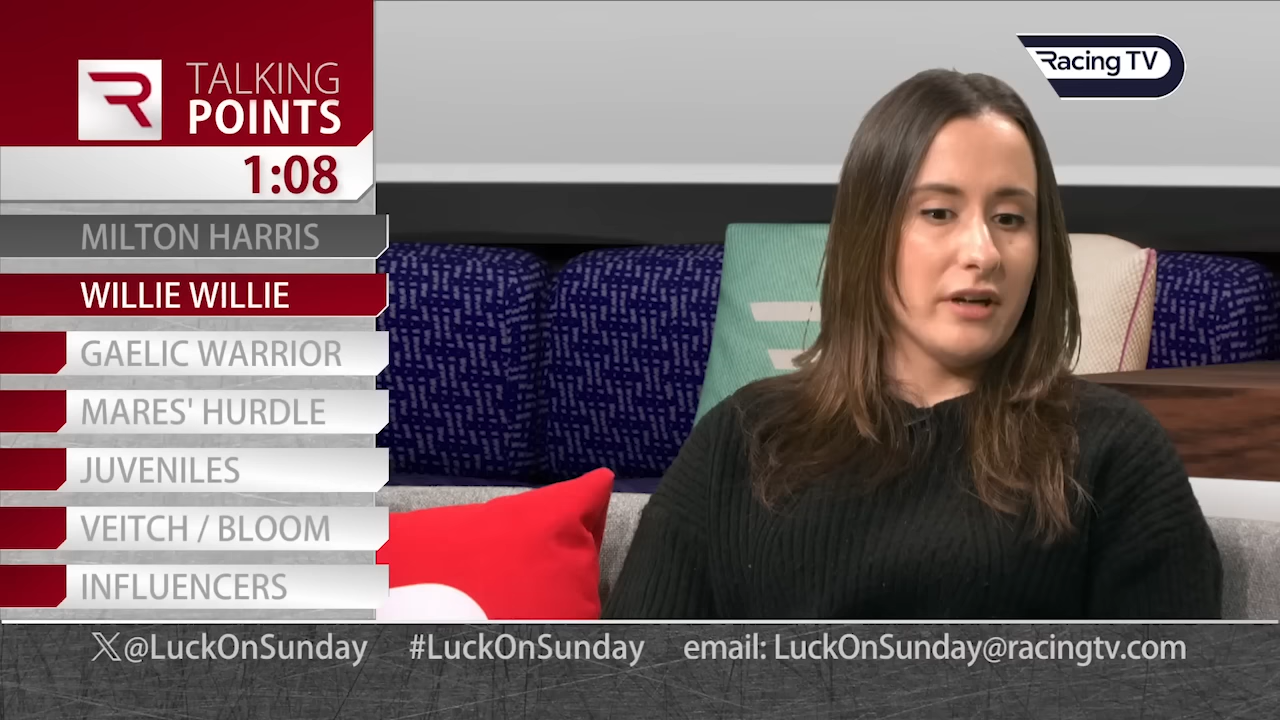 TALKING
POINTS
1:08
MILTON HARRIS
WILLIE WILLIE
GAELIC WARRIOR
MARES' HURDLE
JUVENILES
VEITCH / BLOOM
INFLUENCERS
Racing TV
X@LuckOnSunday #LuckOnSunday email: LuckOnSunday@racingtv.com